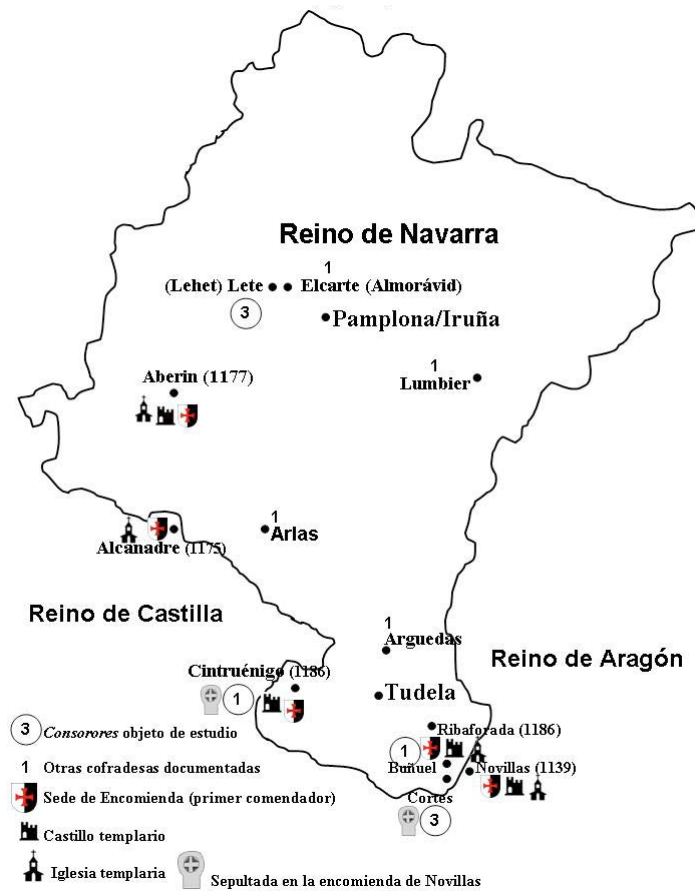 Reino de Navarra
1
(Lehet) Lete Elcarte (Almorávid)
3
Pamplona/Iruña
1
Aberin (1177)
Lumbier
1
Arlas
Alcanadre (1175)
Reino de Castilla
1
Arguedas
Reino de Aragón
Cintruénigo (1186)
1
Tudela
Ribaforada (1186)
1
Buñuel
Novillas (1139)
Cortes
3
3 Consorores objeto de estudio
1 Otras cofradesas documentadas
Sede de Encomienda (primer comendador)
Castillo templario
Iglesia templaria
Sepultada en la encomienda de Novillas